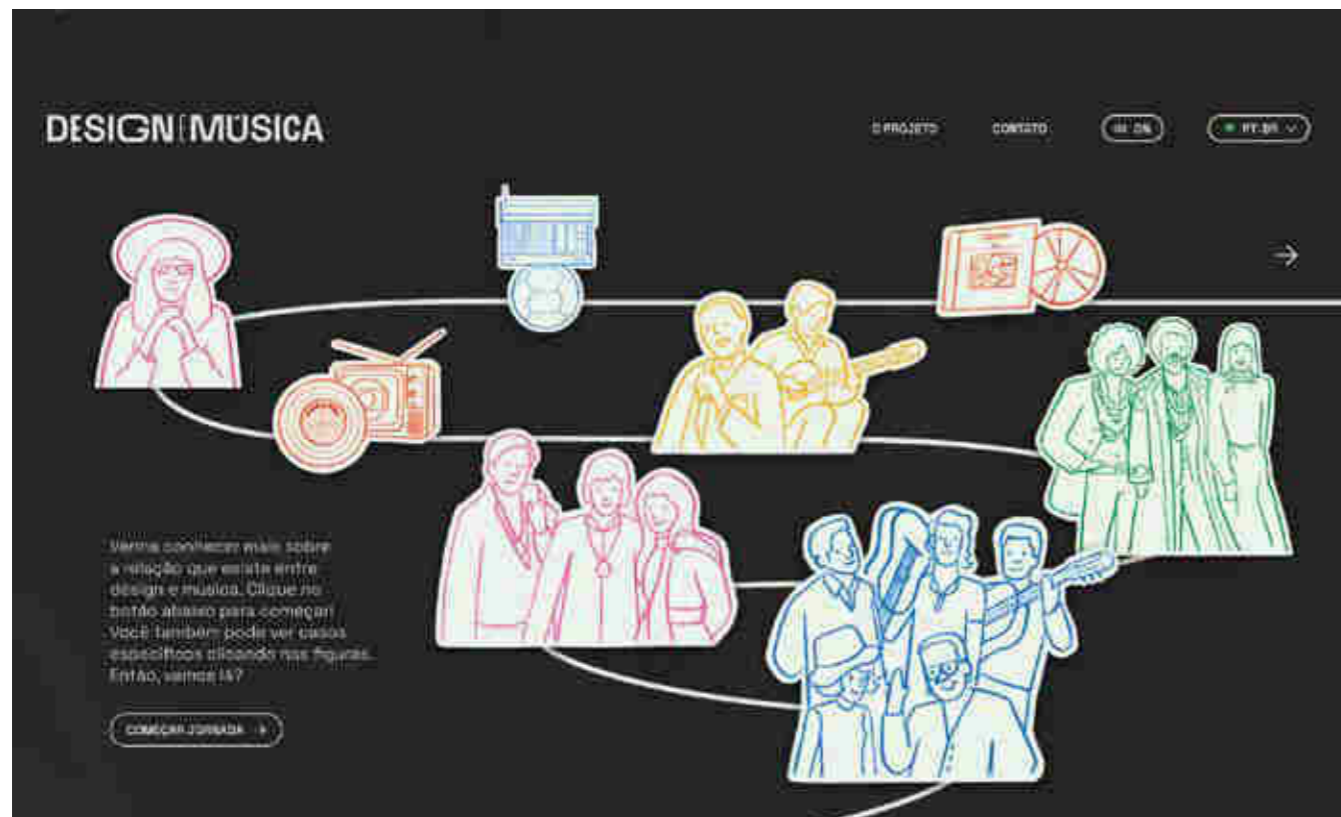 DESIGN MÚSICA
O PROJETO
CONTATO
ON
PT-BR
Venha conhecer mais sobre
a relação que existe entre
design e música. Clique no
botão abaixo para começar!
Você também pode ver casos
específicos clicando nas figuras.
Então, vamos lá?
COMEÇAR JORNADA